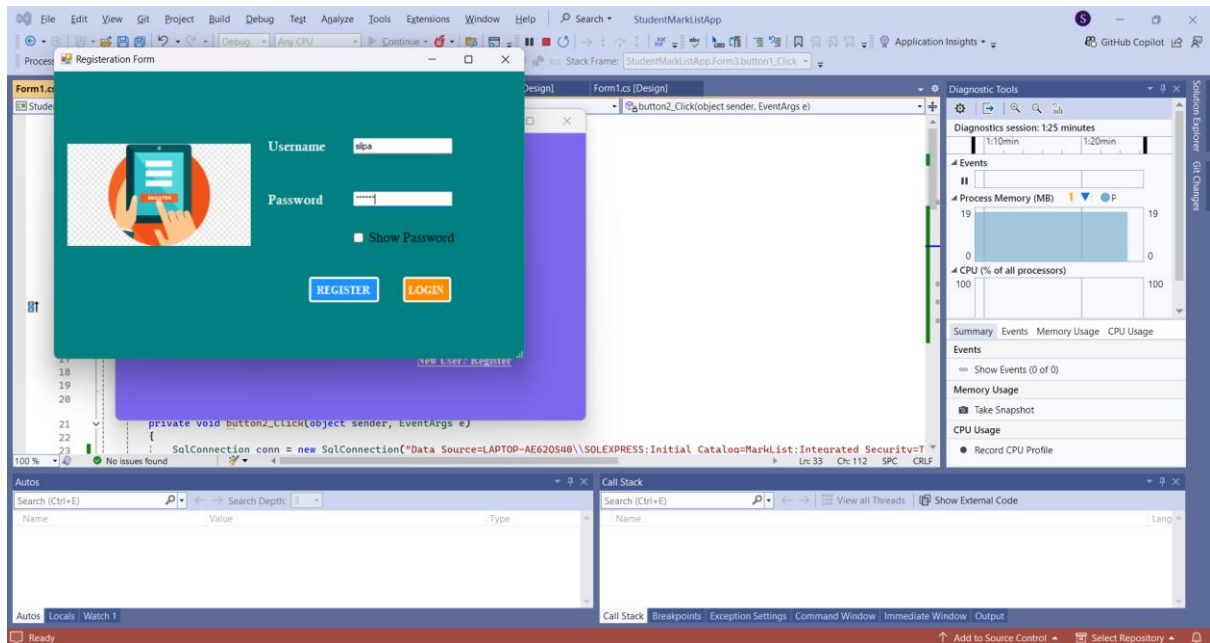 File Edit View Git Project Build Debug Test Analyze Tools Extensions Window Help Search StudentMarkListApp S
Debug Any CPU Continue Application Insights GitHub Copilot
Process Registeration Form Stack Frame: StudentMarkListApp.Form3.button1_Click
Form1.cs Design] Form1.cs [Design] Diagnostic Tools
Stude button2_Click(object sender, EventArgs e)
Diagnostics session: 1:25 minutes
1:10min 1:20min
Events
Process Memory (MB) P
19 19
0 0
CPU (% of all processors)
100 100
Summary Events Memory Usage CPU Usage
Events
Show Events (0 of 0)
Memory Usage
Take Snapshot
CPU Usage
Record CPU Profile
Solution Explorer
Git Changes
Username silpa
Password ******
REGISTER
Show Password
REGISTER LOGIN
New User? Register
17
18
19
20
21 private void button2_Click(object sender, EventArgs e)
22 {
23 SqlConnection conn = new SqlConnection("Data Source=LAPTOP-AE62OS40\\SQLEXPRESS;Initial Catalog=MarkList;Integrated Security=T
100 % No issues found Ln: 33 Ch: 112 SPC CRLF
Autos
Search (Ctrl+E) Search Depth: 3
Name Value Type
Autos Locals Watch 1
Call Stack
Search (Ctrl+E) View all Threads Show External Code
Name Lang
Call Stack Breakpoints Exception Settings Command Window Immediate Window Output
Ready Add to Source Control Select Repository